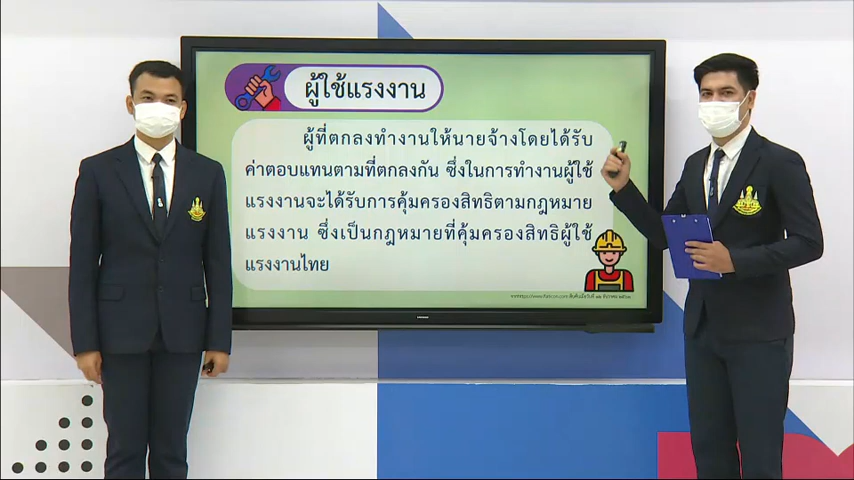 ผู้ใช้แรงงาน
ผู้ที่ตกลงทำงานให้นายจ้างโดยได้รับ
ค่าตอบแทนตามที่ตกลงกัน ซึ่งในการทำงานผู้ใช้
แรงงานจะได้รับการคุ้มครองสิทธิตามกฎหมาย
แรงงาน ซึ่งเป็นกฎหมายที่คุ้มครองสิทธิผู้ใช้
แรงงานไทย